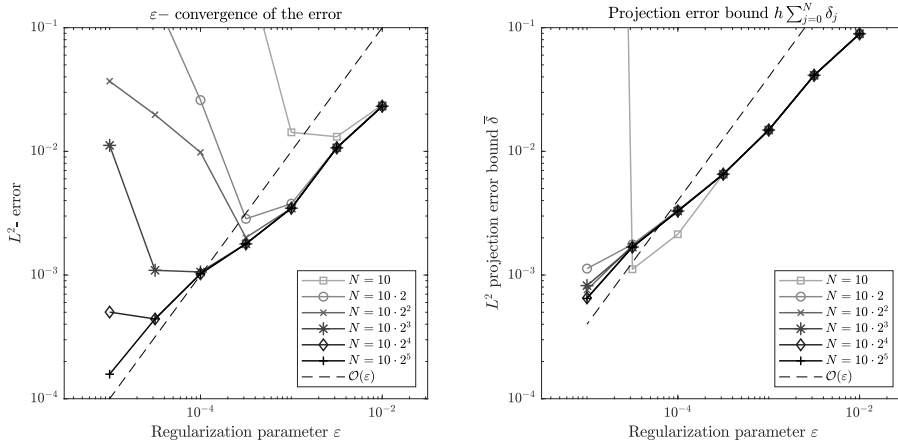 ε− convergence of the error
10⁻¹
10⁻²
10⁻³
10⁻⁴
L²- error
N = 10
N = 10 · 2
N = 10 · 2²
N = 10 · 2³
N = 10 · 2⁴
N = 10 · 2⁵
𝒪(ε)
10⁻⁴
10⁻²
Regularization parameter ε
Projection error bound h ∑ᴺⱼ₌₀ δⱼ
10⁻¹
10⁻²
10⁻³
10⁻⁴
L² projection error bound δ̅
N = 10
N = 10 · 2
N = 10 · 2²
N = 10 · 2³
N = 10 · 2⁴
N = 10 · 2⁵
𝒪(ε)
10⁻⁴
10⁻²
Regularization parameter ε